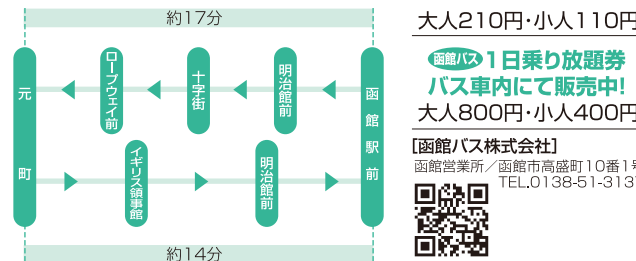 約17分
元町
ロープウェイ前
十字街
明治館前
函館駅前
イギリス領事館
明治館前
約14分
大人210円･小人110円
函館バス 1日乗り放題券
バス車内にて販売中!
大人800円･小人400円
[函館バス株式会社]
函館営業所／函館市高盛町10番1号
TEL.0138-51-313